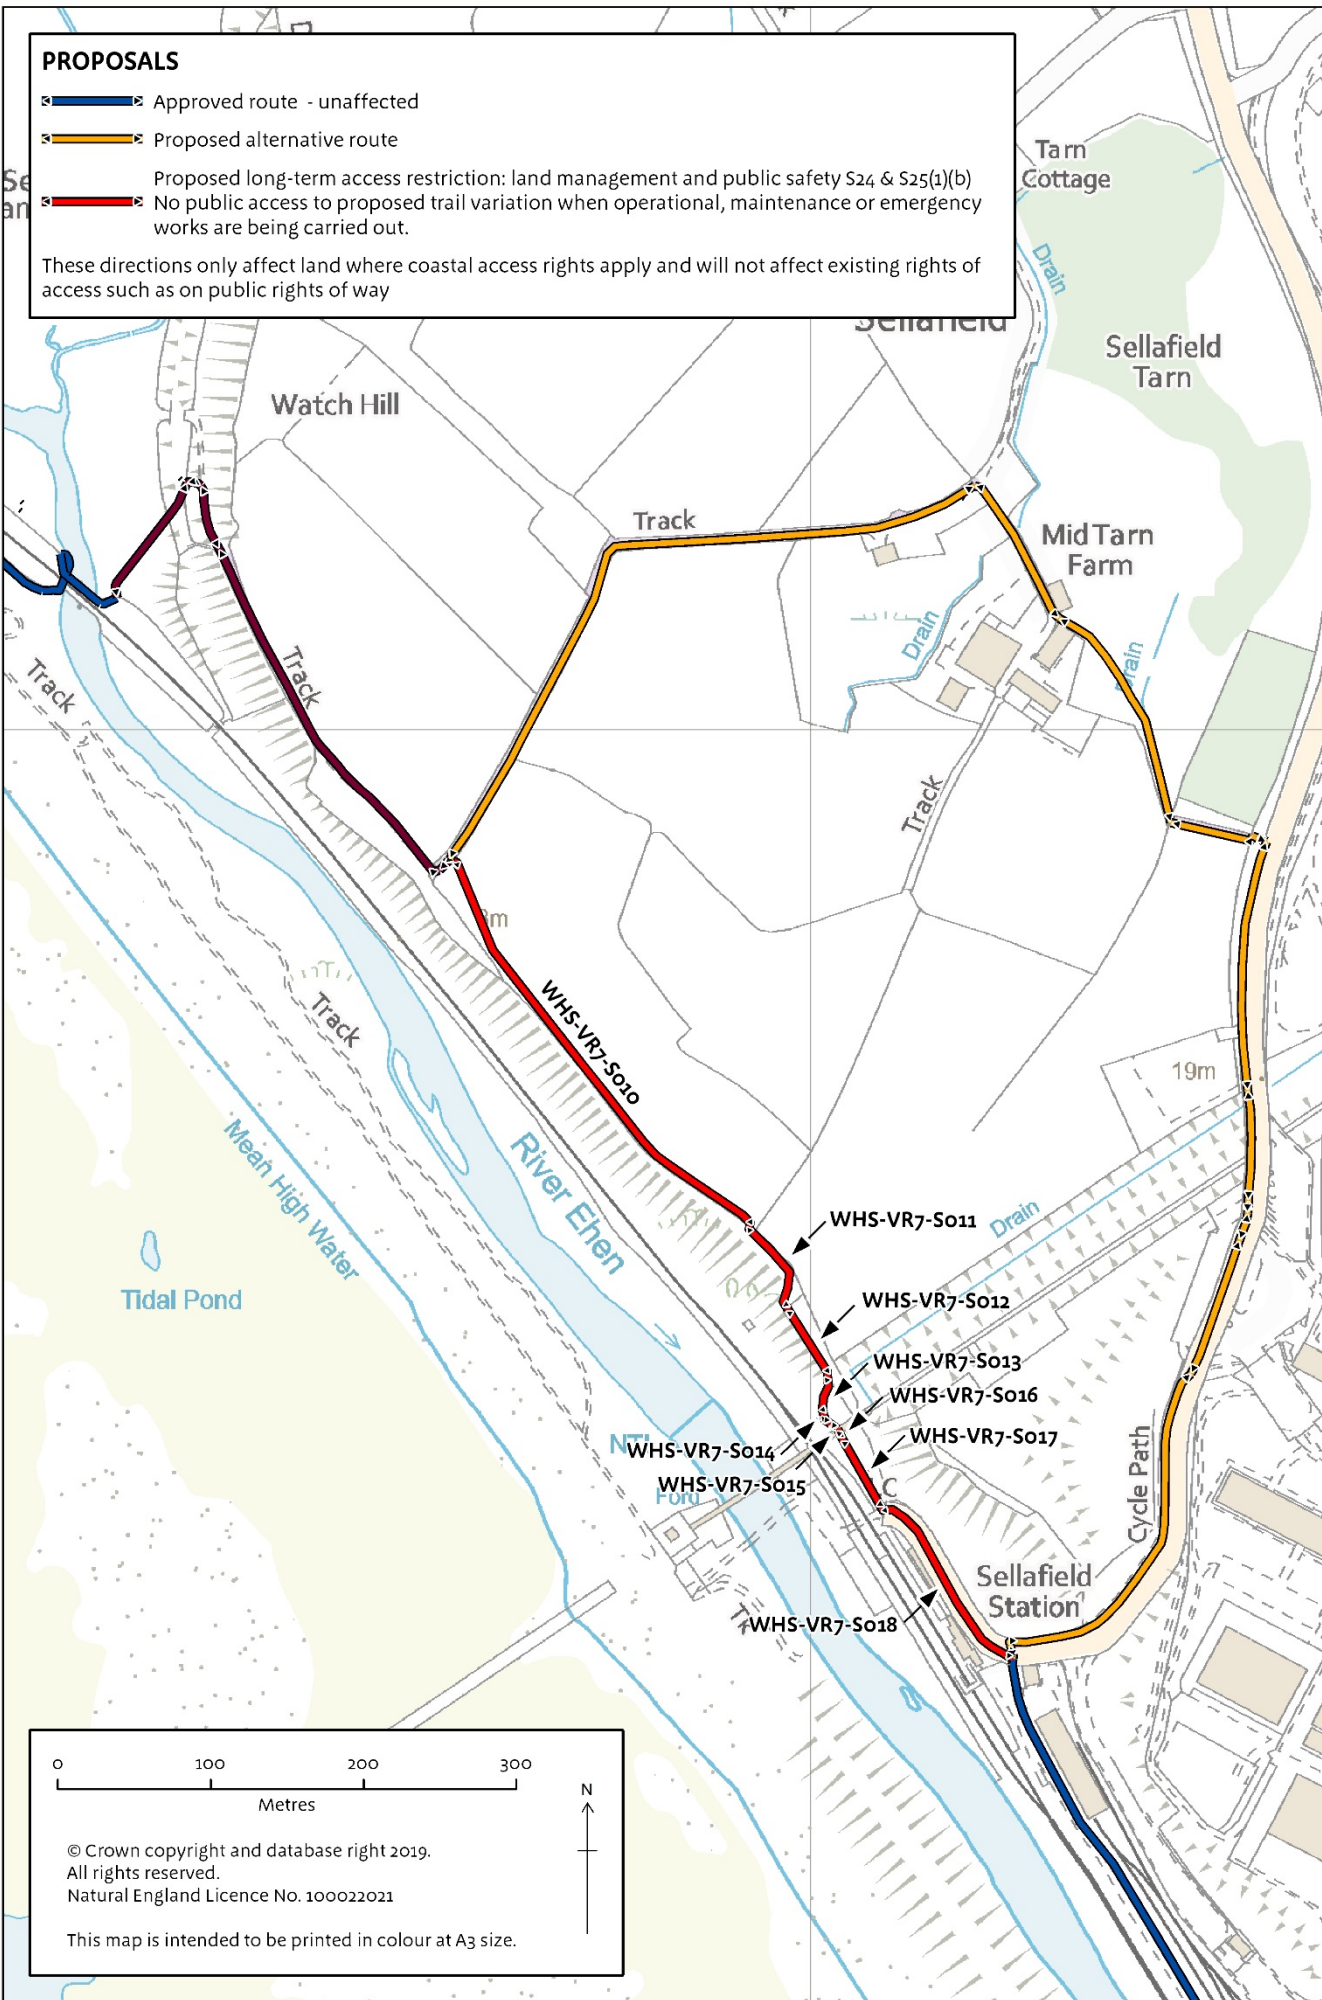 PROPOSALS
Approved route - unaffected
Proposed alternative route
Proposed long-term access restriction: land management and public safety S24 & S25(1)(b)
No public access to proposed trail variation when operational, maintenance or emergency
works are being carried out.
These directions only affect land where coastal access rights apply and will not affect existing rights of
access such as on public rights of way
Tarn
Cottage
Drain
Sellafield
Sellafield
Tarn
Watch Hill
Track
Mid Tarn
Farm
Drain
Drain
Track
Track
Track
Track
WHS-VR7-S010
19m
Mean High Water
River Ehen
Drain
WHS-VR7-S011
Tidal Pond
WHS-VR7-S012
WHS-VR7-S013
WHS-VR7-S016
WHS-VR7-S017
WHS-VR7-S014
WHS-VR7-S015
Ford
Cycle Path
Sellafield
Station
WHS-VR7-S018
0 100 200 300
Metres
N
© Crown copyright and database right 2019.
All rights reserved.
Natural England Licence No. 100022021
This map is intended to be printed in colour at A3 size.